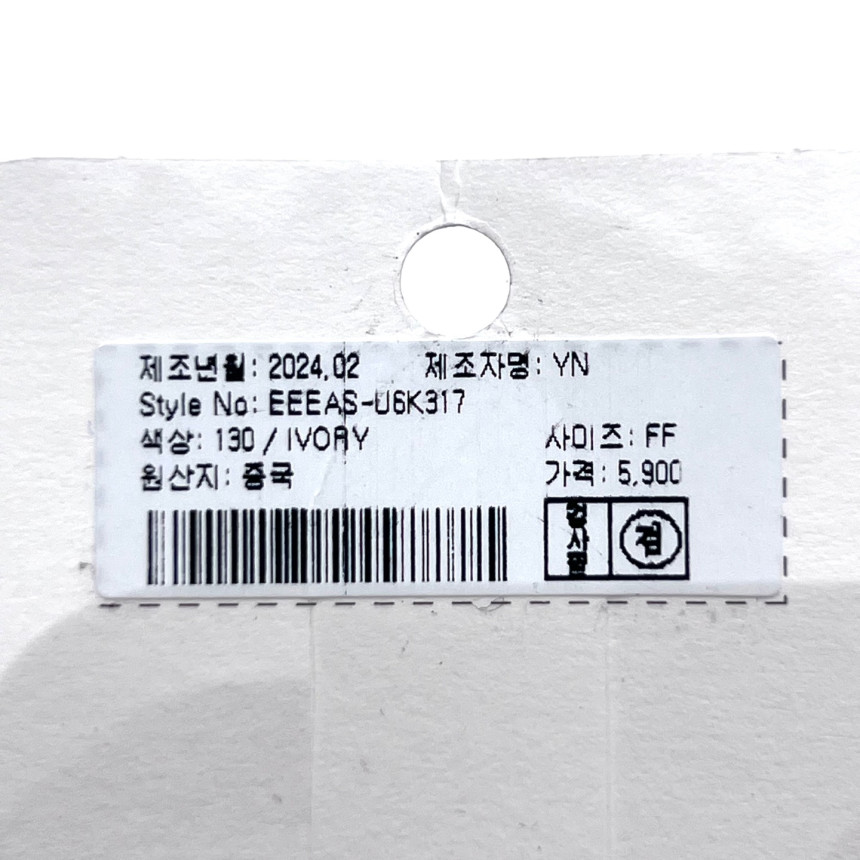 제조년월: 2024.02 제조자명: YN
Style No: EEEAS-U6K317
색상: 130 / IVORY 사이즈: FF
원산지: 중국 가격: 5,900
검사필 검